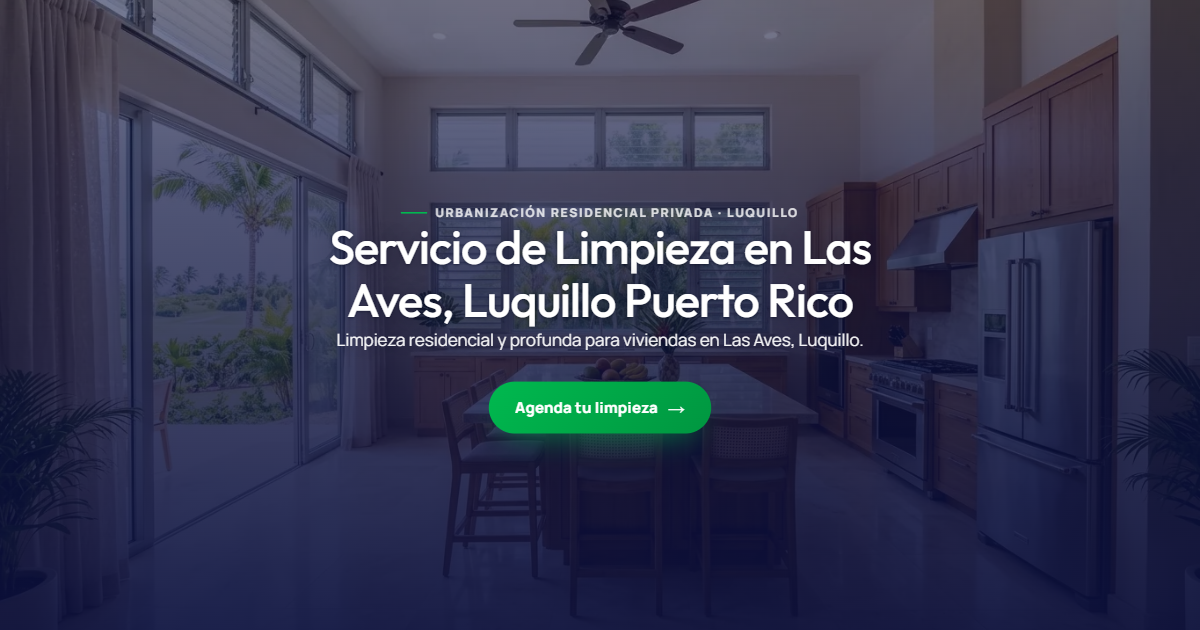 URBANIZACIÓN RESIDENCIAL PRIVADA · LUQUILLO
Servicio de Limpieza en Las
Aves, Luquillo Puerto Rico
Limpieza residencial y profunda para viviendas en Las Aves, Luquillo.
Agenda tu limpieza →